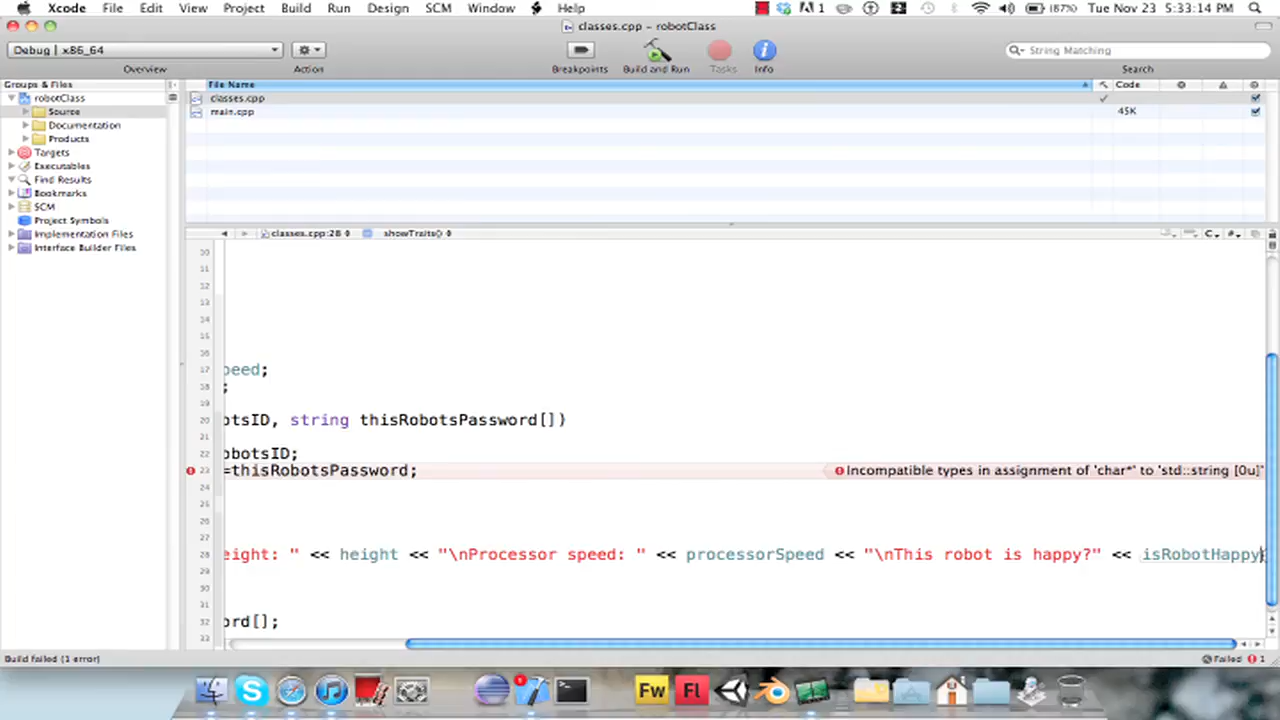 Xcode File Edit View Project Build Run Design SCM Window Help 1 (87%) Tue Nov 23 5:33:14 PM
classes.cpp - robotClass
Debug | x86_64
String Matching
Overview Action Breakpoints Build and Run Tasks Info Search
Groups & Files
File Name Code
robotClass
classes.cpp
Source
main.cpp 45K
Documentation
Products
Targets
Executables
Find Results
Bookmarks
SCM
Project Symbols
Implementation Files
Interface Builder Files
classes.cpp:28 showTraits() C #
10
11
12
13
14
15
16
17 peed;
18 ;
19
20 otsID, string thisRobotsPassword[])
21
22 obotsID;
23 =thisRobotsPassword; Incompatible types in assignment of 'char*' to 'std::string [0u]'
24
25
26
27
28 eight: " << height << "\nProcessor speed: " << processorSpeed << "\nThis robot is happy?" << isRobotHappy
29
30
31
32 ord[];
33
Build failed (1 error) Failed 1
Fw Fl